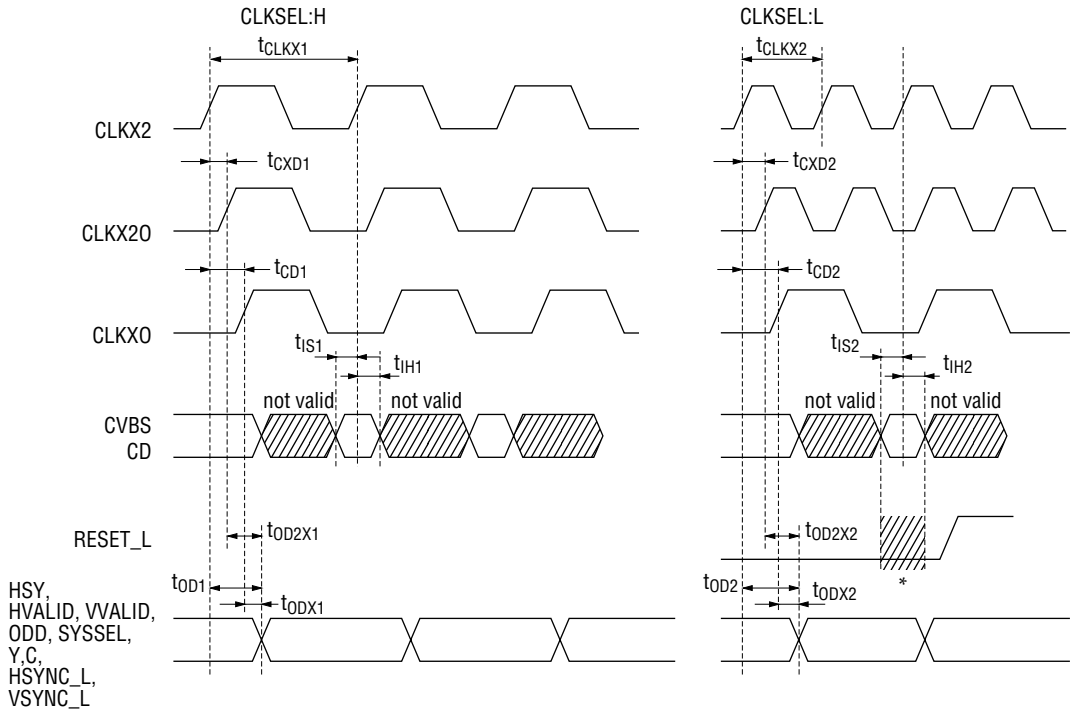 CLKSEL:H CLKSEL:L
tCLKX1 tCLKX2
CLKX2
tCXD1 tCXD2
CLKX2O
tCD1 tCD2
CLKXO
tIS1 tIS2
tIH1 tIH2
not valid not valid not valid not valid
CVBS
CD
RESET_L
tOD2X1 tOD2X2
*
tOD1 tOD2
tODX1 tODX2
HSY,
HVALID, VVALID,
ODD, SYSSEL,
Y,C,
HSYNC_L,
VSYNC_L